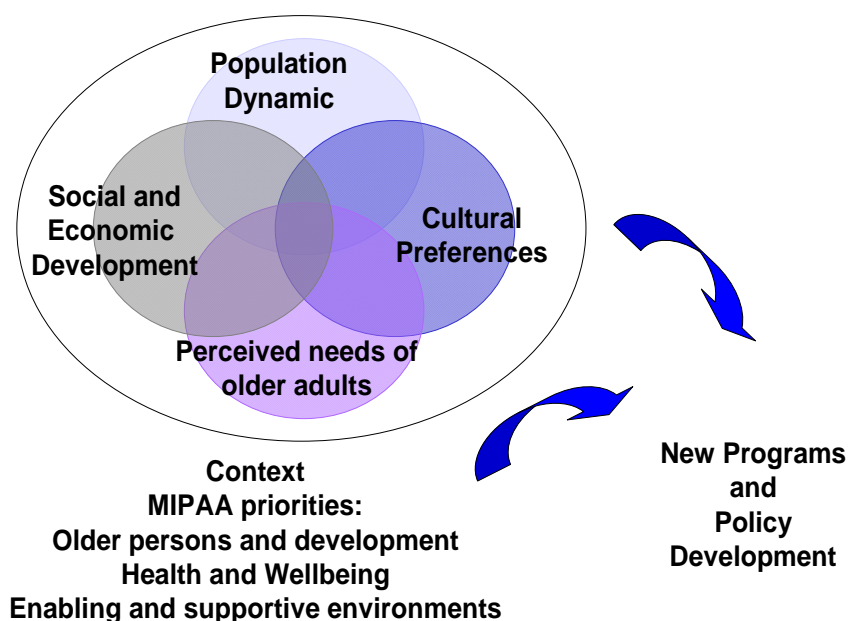 Population
Dynamic
Social and
Economic
Development
Cultural
Preferences
Perceived needs of
older adults
Context
MIPAA priorities:
Older persons and development
Health and Wellbeing
Enabling and supportive environments
New Programs
and
Policy
Development